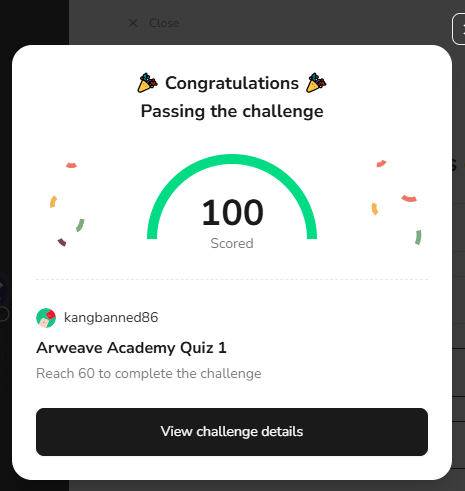 Close
Congratulations
Passing the challenge
100
Scored
kangbanned86
Arweave Academy Quiz 1
Reach 60 to complete the challenge
View challenge details